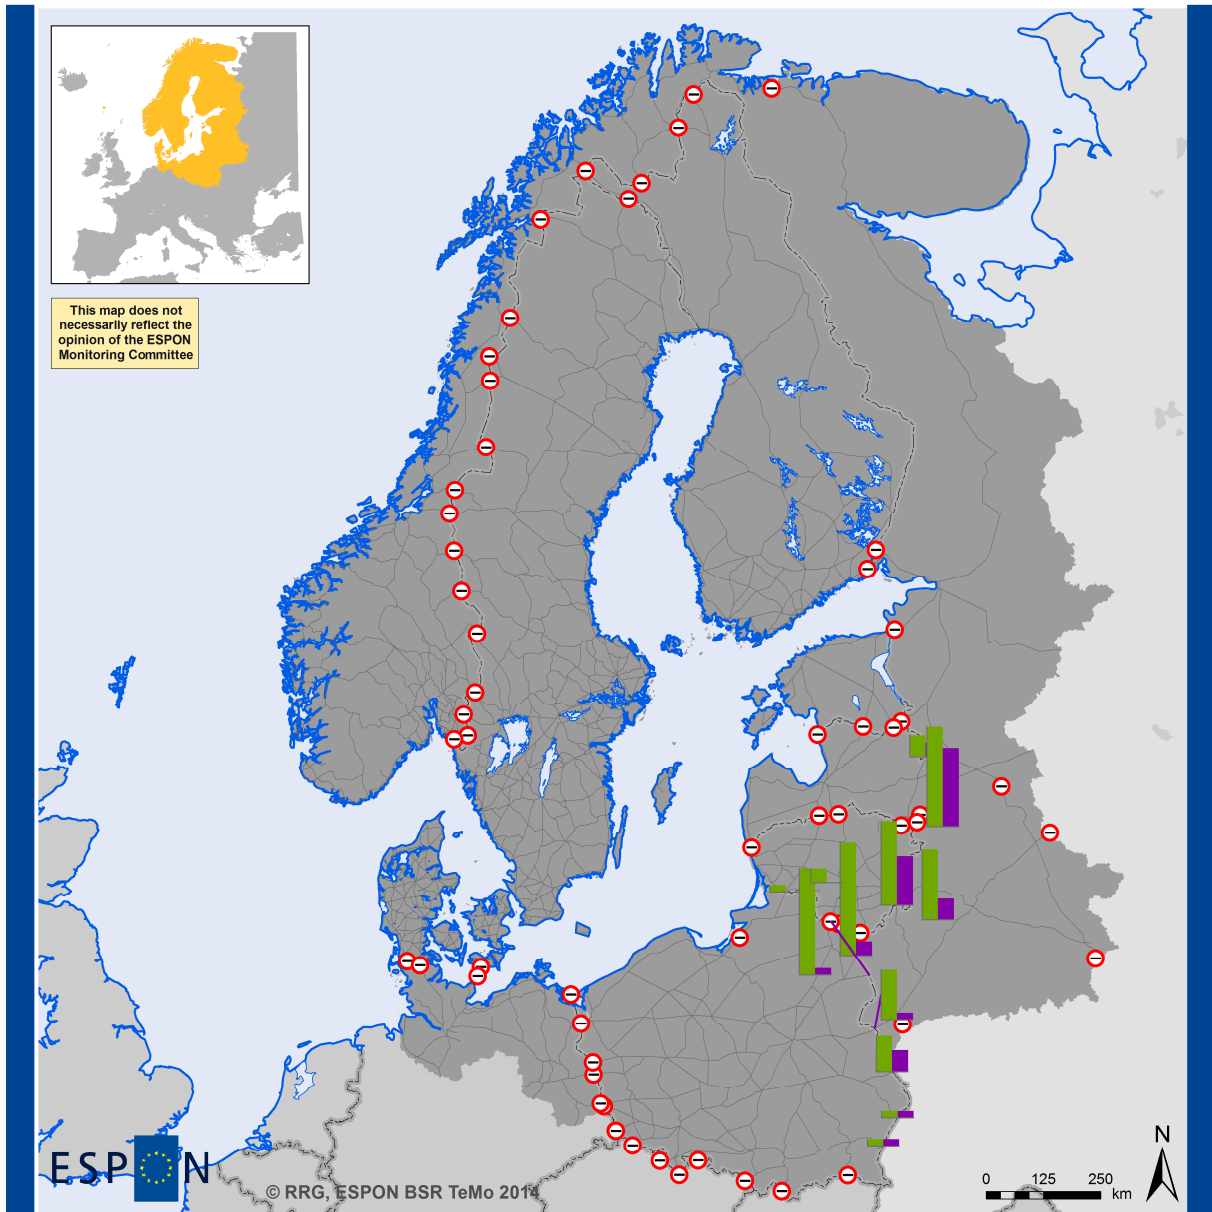 This map does not
necessarily reflect the
opinion of the ESPON
Monitoring Committee
ESPON
© RRG, ESPON BSR TeMo 2014
N
0 125 250
km